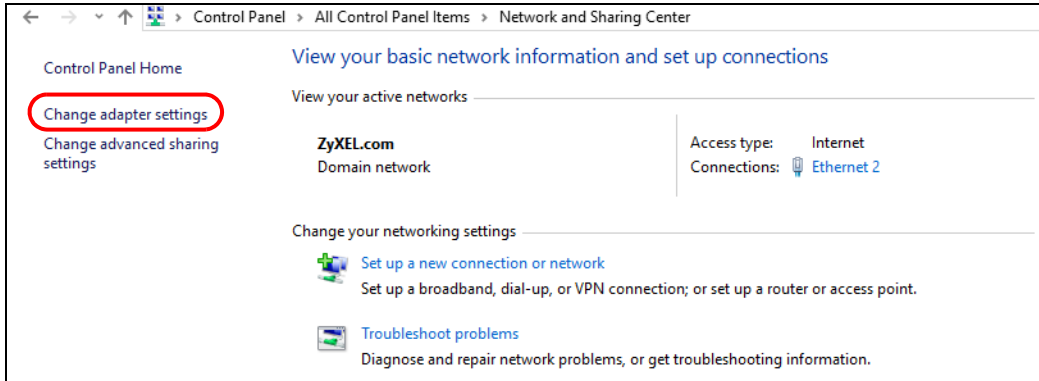 Control Panel > All Control Panel Items > Network and Sharing Center
Control Panel Home
Change adapter settings
Change advanced sharing
settings
View your basic network information and set up connections
View your active networks
ZyXEL.com
Domain network
Access type: Internet
Connections: Ethernet 2
Change your networking settings
Set up a new connection or network
Set up a broadband, dial-up, or VPN connection; or set up a router or access point.
Troubleshoot problems
Diagnose and repair network problems, or get troubleshooting information.